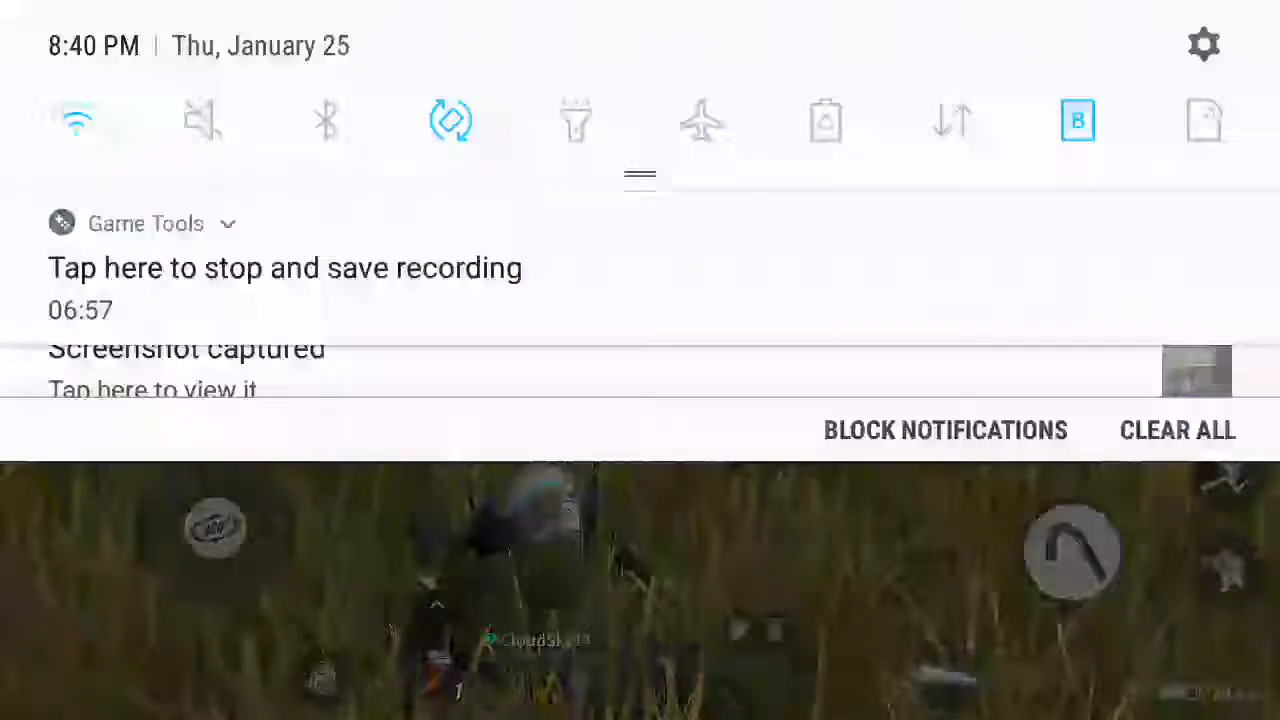 8:40 PM | Thu, January 25
B
Game Tools
Tap here to stop and save recording
06:57
Screenshot captured
Tap here to view it
BLOCK NOTIFICATIONS CLEAR ALL
1